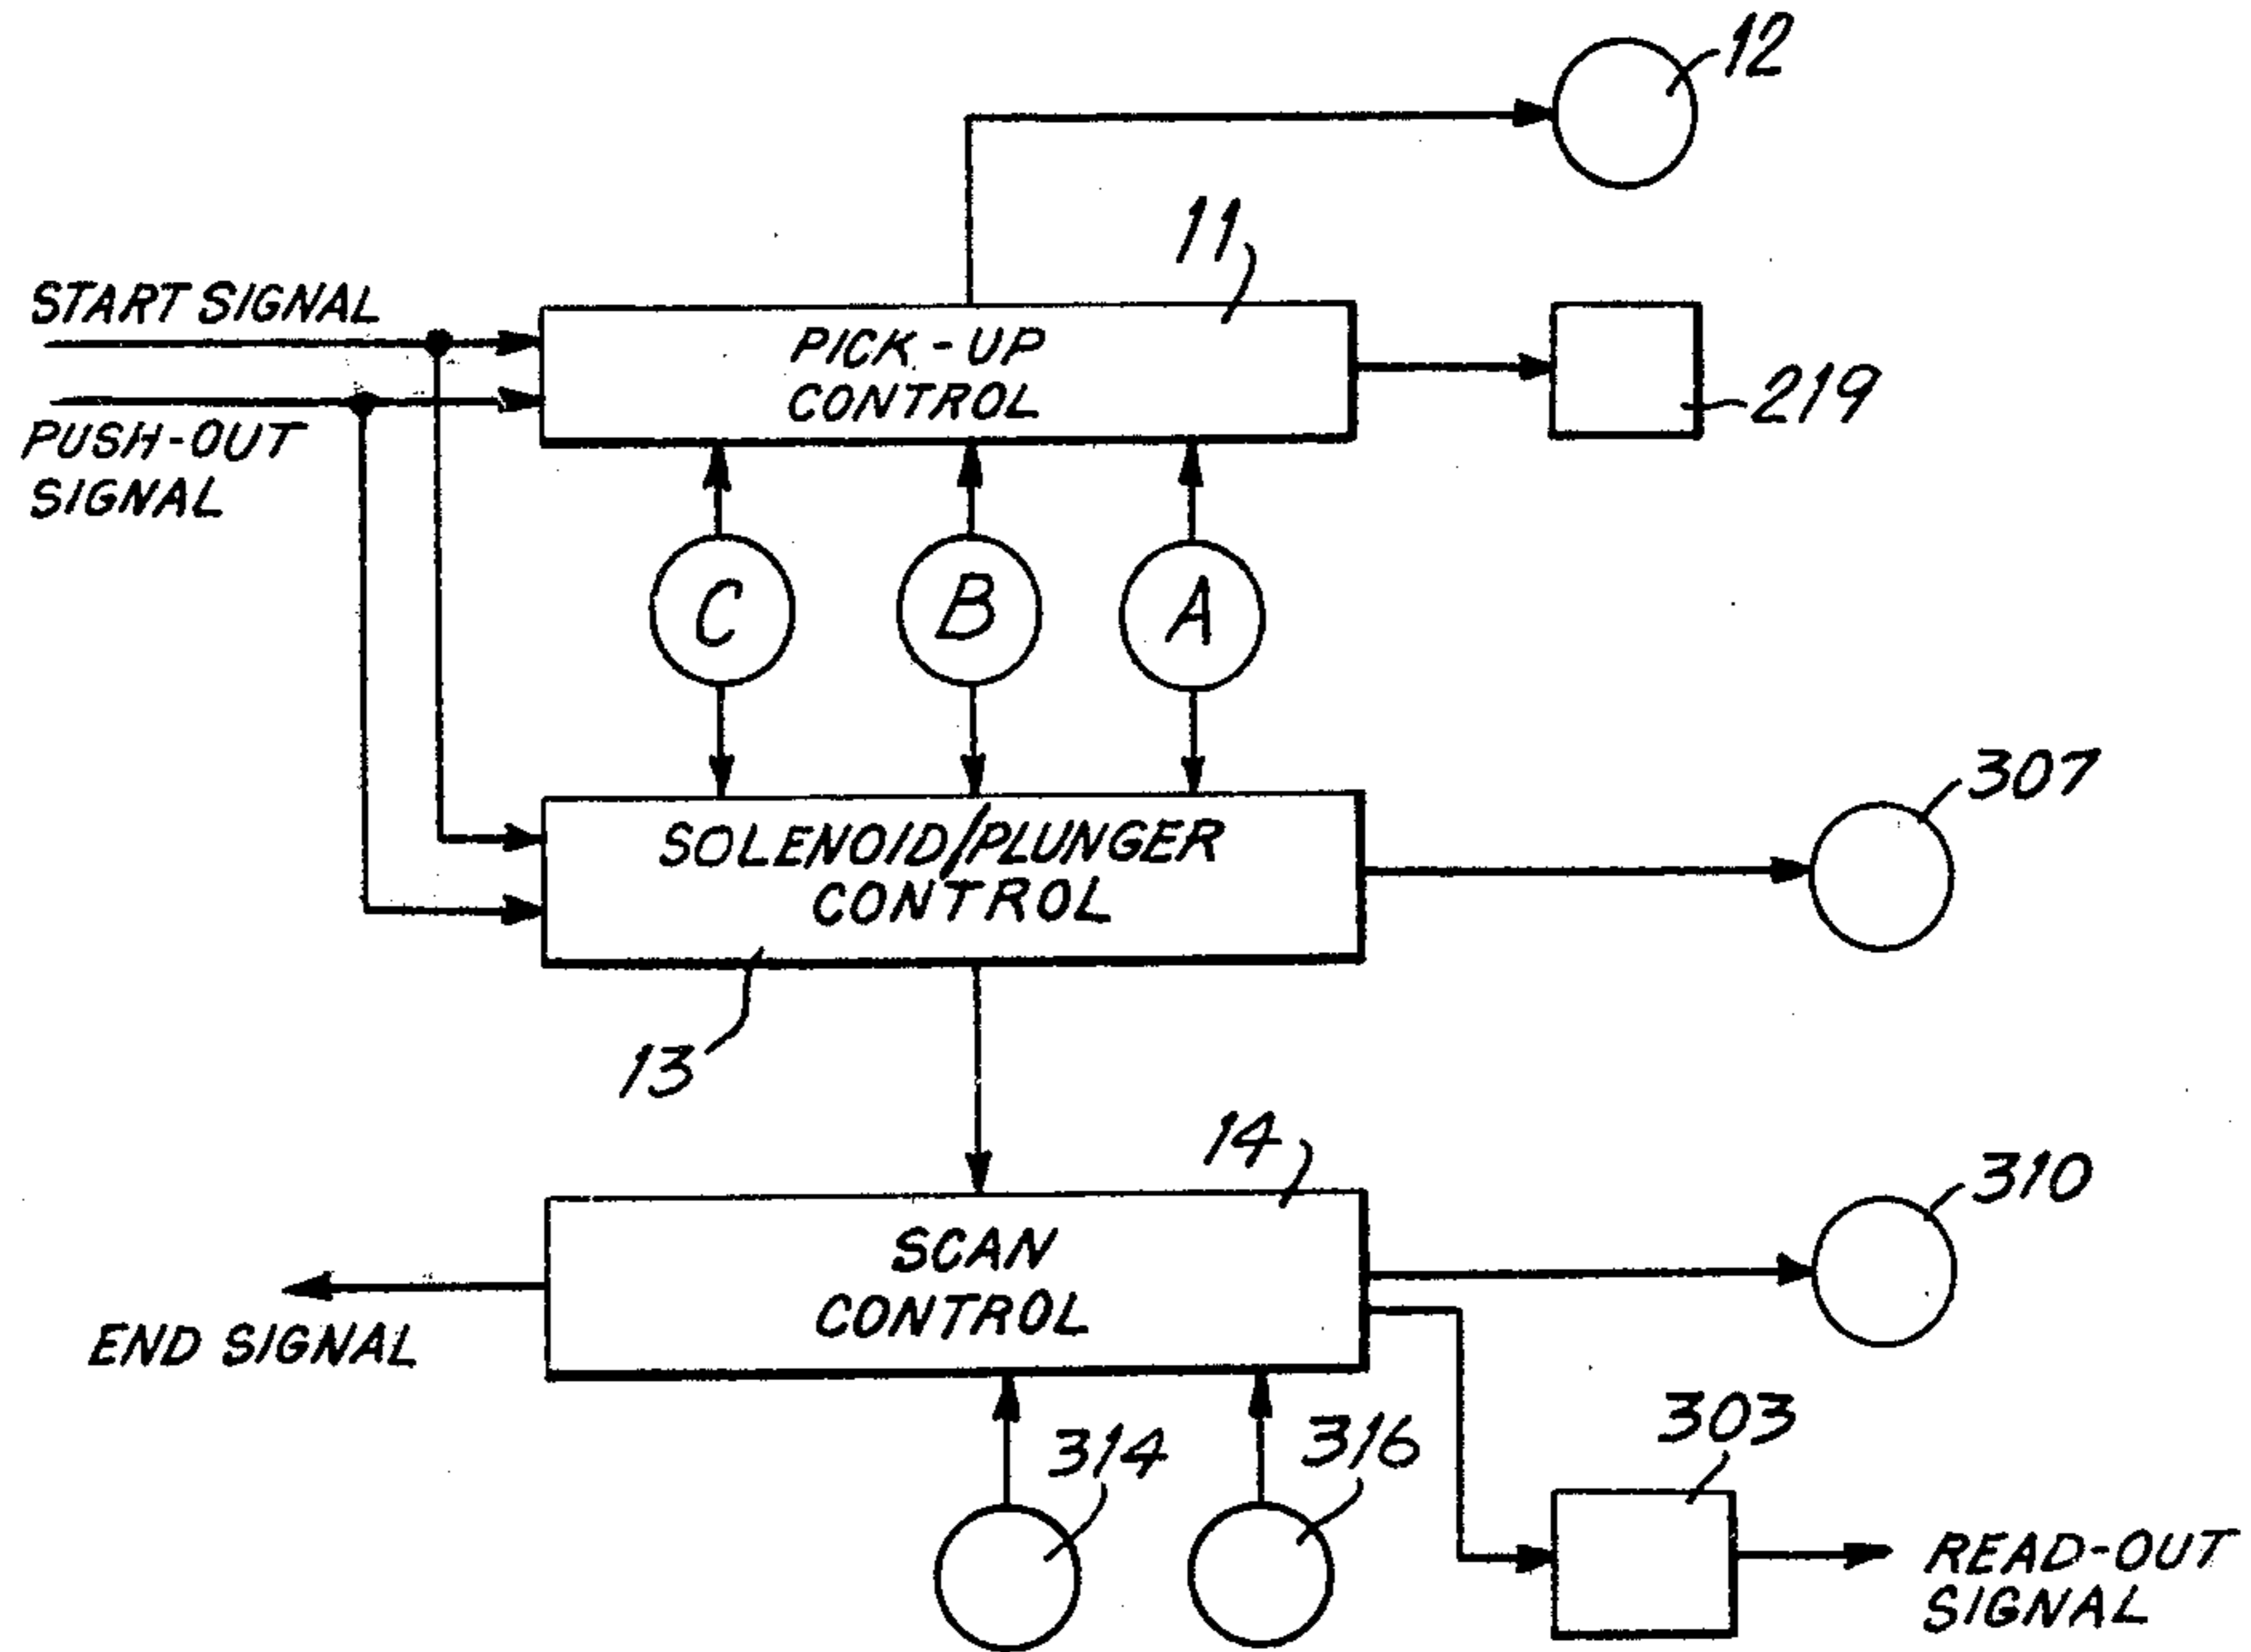 12
11
START SIGNAL
PICK-UP
CONTROL
PUSH-OUT
SIGNAL
219
C
B
A
307
SOLENOID/PLUNGER
CONTROL
13
14
310
SCAN
CONTROL
END SIGNAL
314
316
303
READ-OUT
SIGNAL